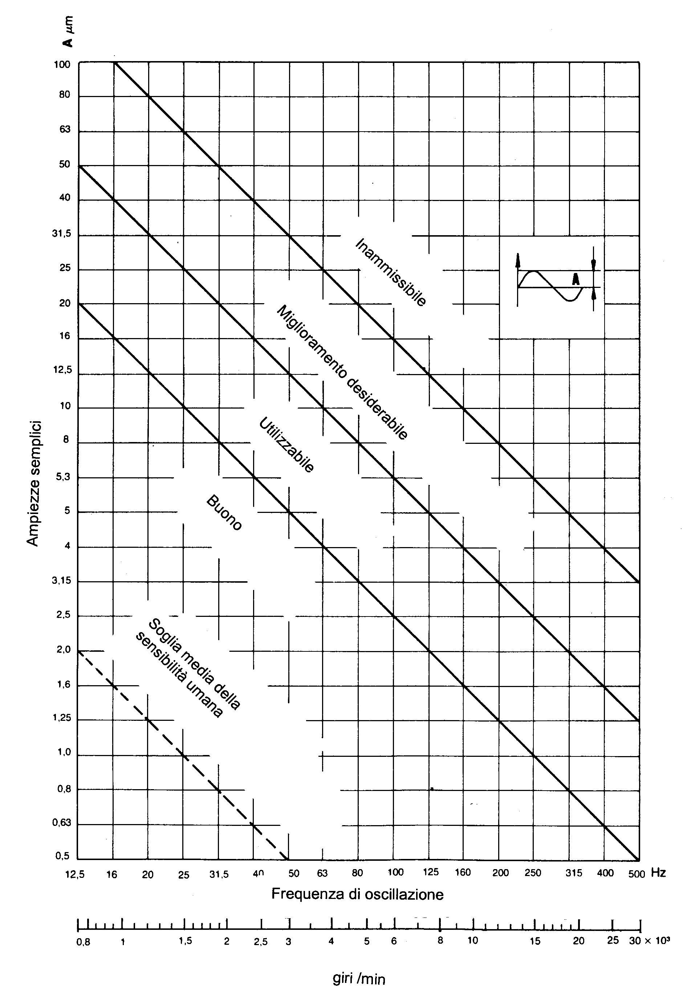 A µm
100
80
63
50
40
31,5
25
20
16
12,5
10
8
5,3
5
4
3,15
2,5
2,0
1,6
1,25
1,0
0,8
0,63
0,5
Ampiezze semplici
Inammissibile
A
Miglioramento desiderabile
Utilizzabile
Buono
Soglia media della
sensibilità umana
12,5 16 20 25 31,5 4n 50 63 80 100 125 160 200 250 315 400 500 Hz
Frequenza di oscillazione
0,8 1 1,5 2 2,5 3 4 5 6 8 10 15 20 25 30 × 10³
giri /min